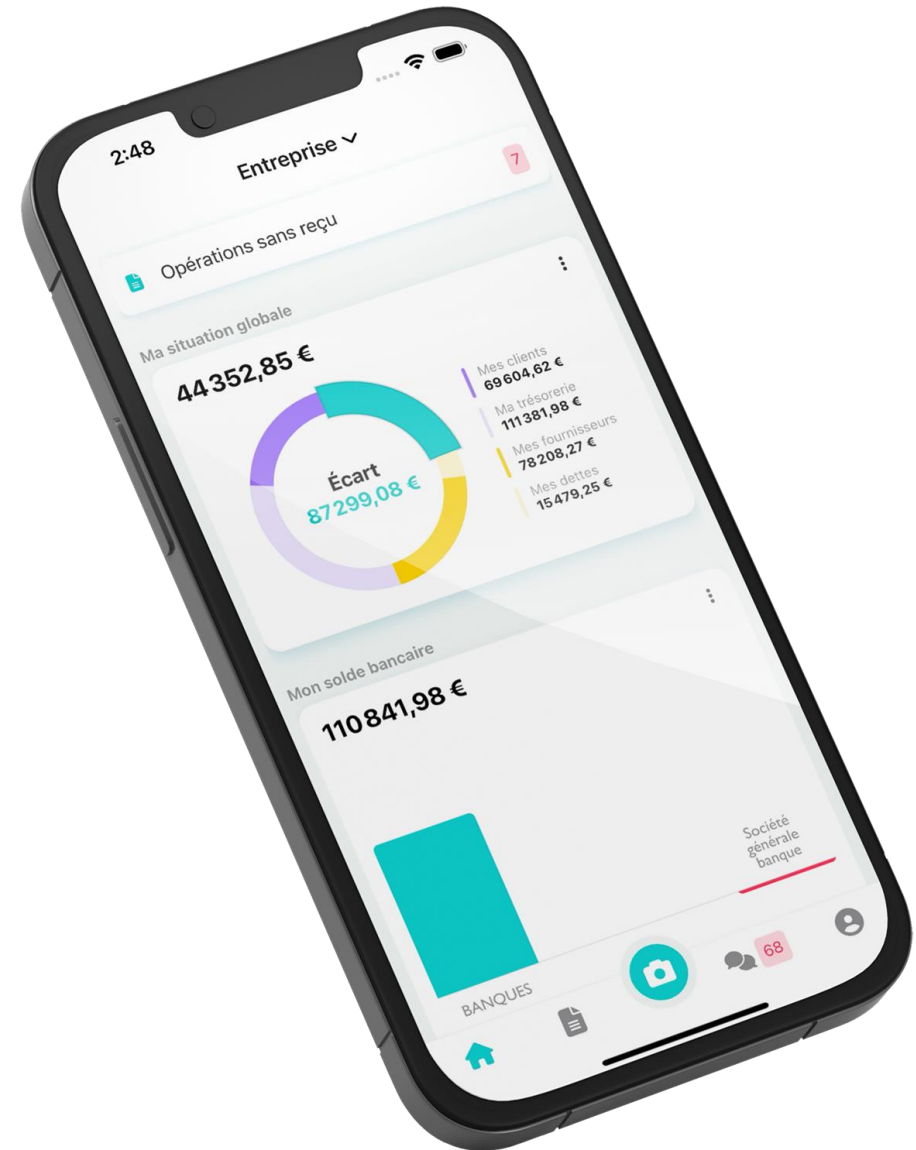 2:48
Entreprise
Opérations sans reçu
7
Ma situation globale
44 352,85 €
Écart
87 299,08 €
Mes clients
69 604,62 €
Ma trésorerie
111 381,98 €
Mes fournisseurs
78 208,27 €
Mes dettes
15 479,25 €
Mon solde bancaire
110 841,98 €
Société
générale
banque
BANQUES
68